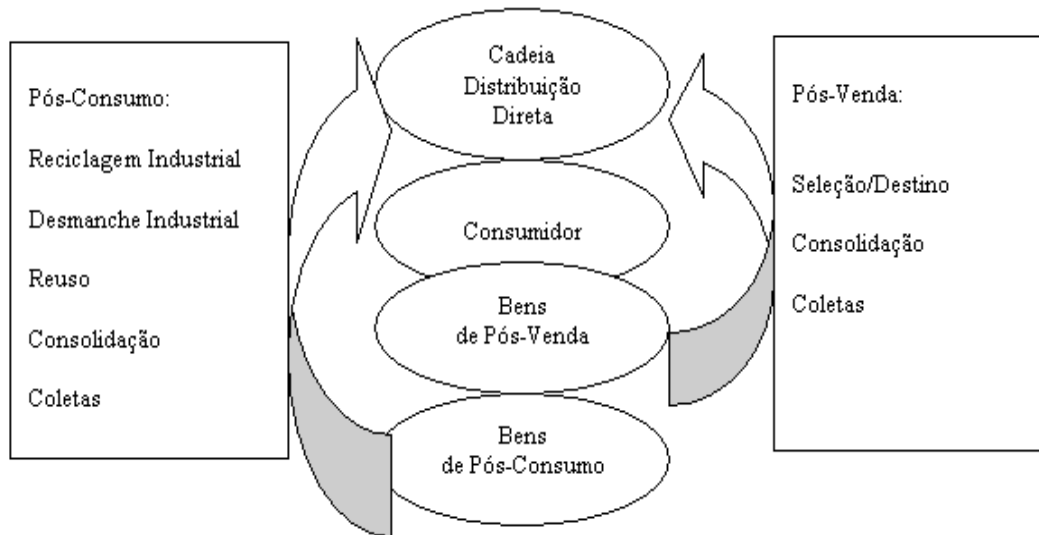 Pós-Consumo:
Reciclagem Industrial
Desmanche Industrial
Reuso
Consolidação
Coletas
Cadeia
Distribuição
Direta
Consumidor
Bens
de Pós-Venda
Bens
de Pós-Consumo
Pós-Venda:
Seleção/Destino
Consolidação
Coletas